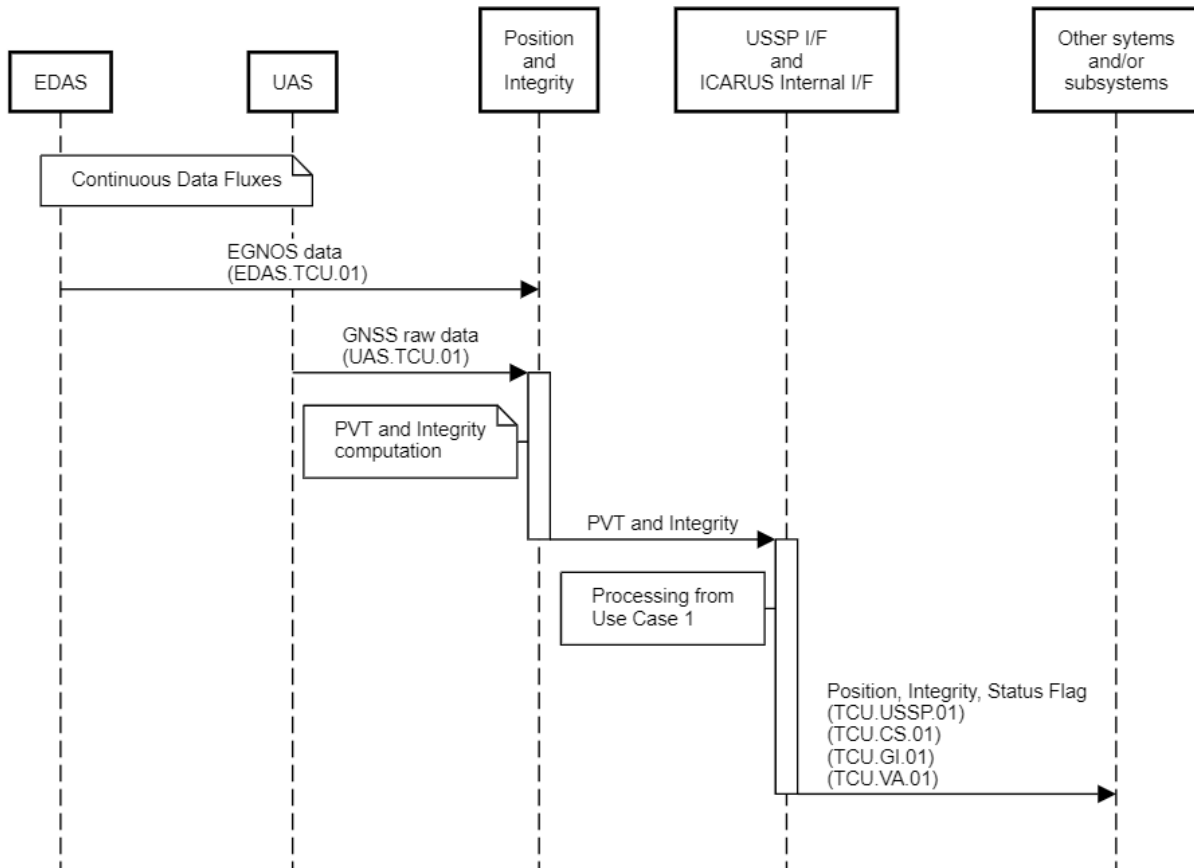 EDAS
UAS
Position
and
Integrity
USSP I/F
and
ICARUS Internal I/F
Other sytems
and/or
subsystems
Continuous Data Fluxes
EGNOS data
(EDAS.TCU.01)
GNSS raw data
(UAS.TCU.01)
PVT and Integrity
computation
PVT and Integrity
Processing from
Use Case 1
Position, Integrity, Status Flag
(TCU.USSP.01)
(TCU.CS.01)
(TCU.GI.01)
(TCU.VA.01)